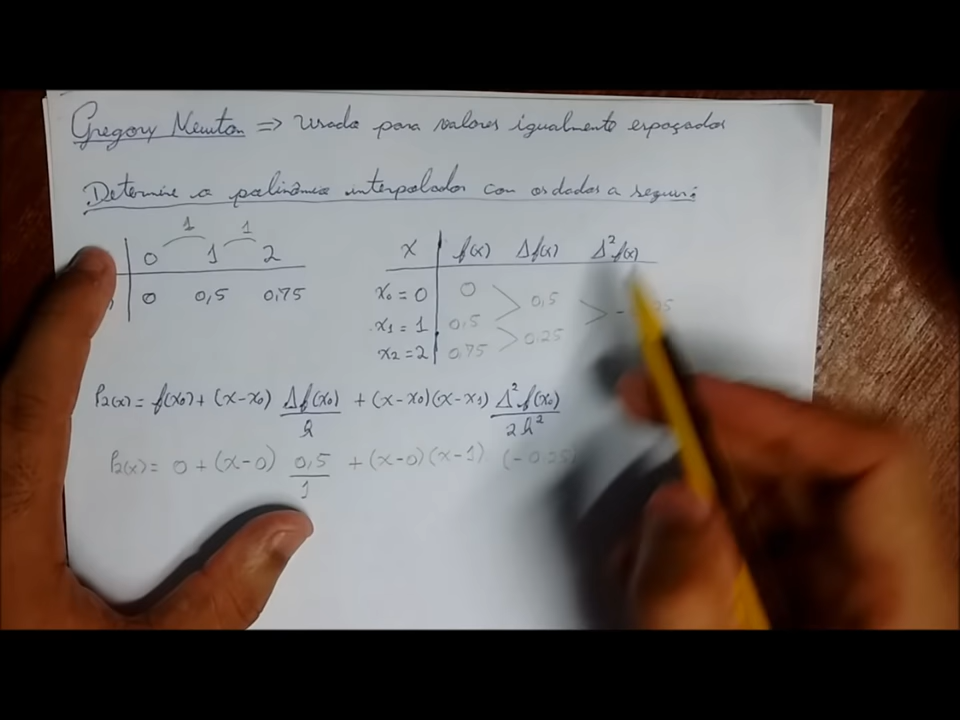 Gregory Newton => Usada para valores igualmente espaçados
Determine o polinômio interpolador com os dados a seguir:
1 1
0 1 2
0 0,5 0,75
x f(x) Δf(x) Δ²f(x)
x₀ = 0 0 0,5
x₁ = 1 0,5 0,25
x₂ = 2 0,75
P₂(x) = f(x₀) + (x-x₀) Δf(x₀)/h + (x-x₀)(x-x₁) Δ²f(x₀)/2h²
P₂(x) = 0 + (x-0) 0,5/1 + (x-0)(x-1) (-0,25)